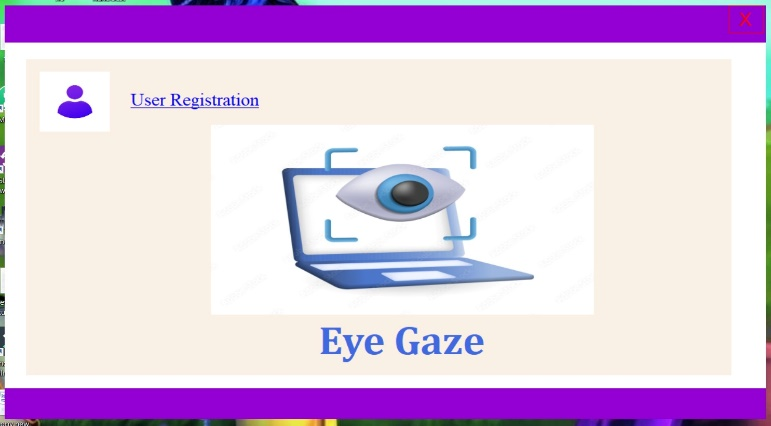 X
User Registration
Eye Gaze